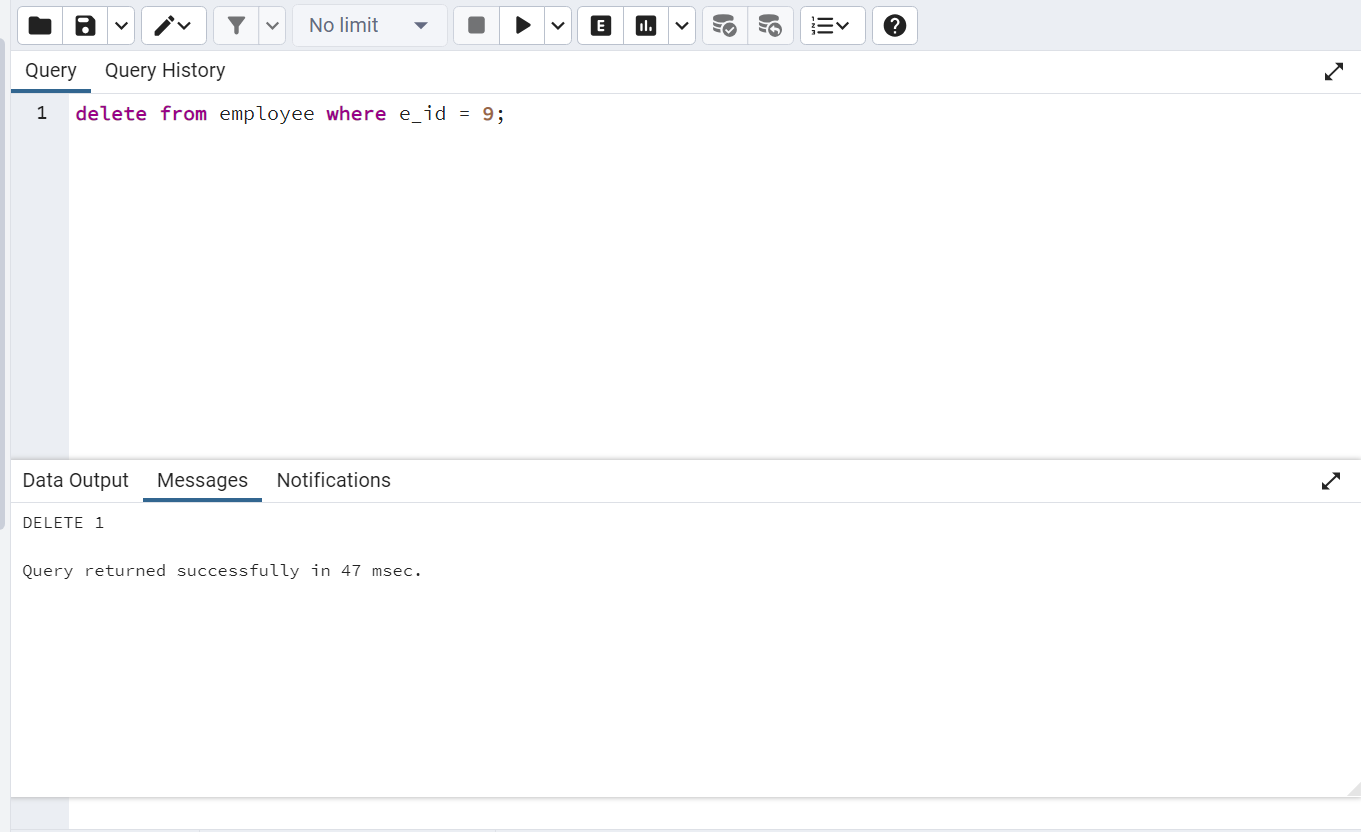 No limit
E
Query Query History
1 delete from employee where e_id = 9;
Data Output Messages Notifications
DELETE 1
Query returned successfully in 47 msec.